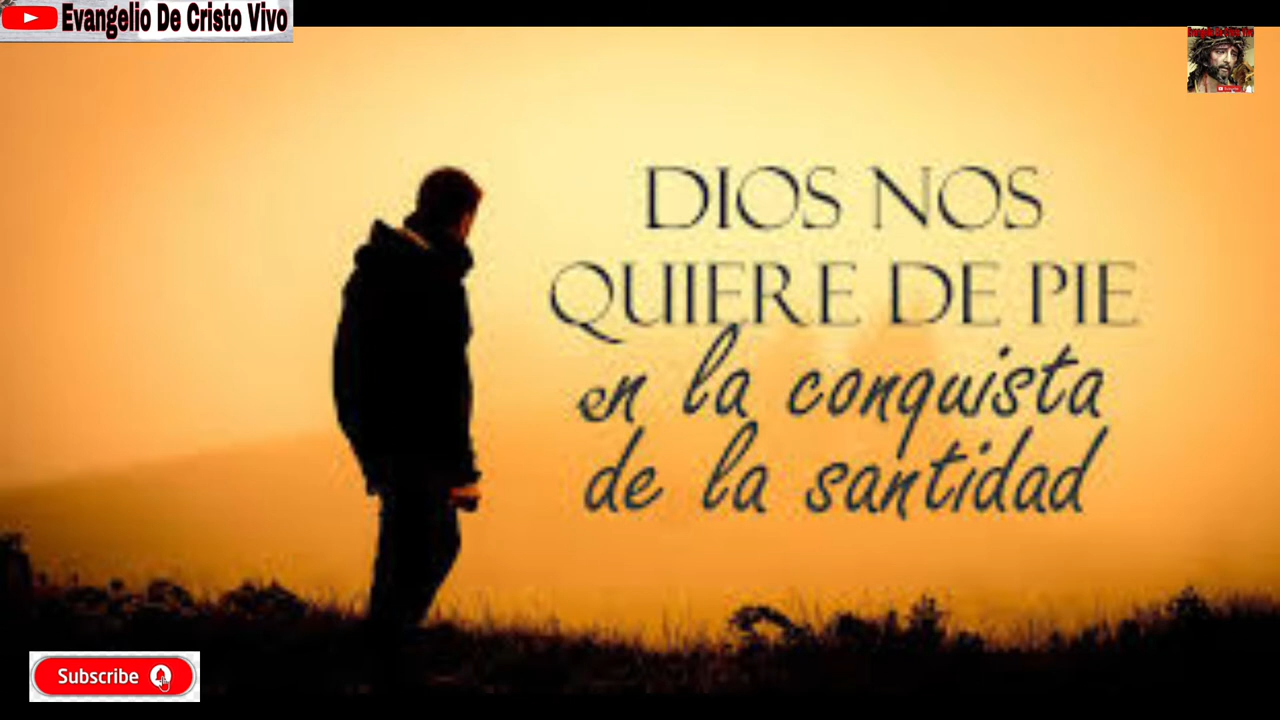 Evangelio De Cristo Vivo
DIOS NOS
QUIERE DE PIE
en la conquista
de la santidad
Subscribe